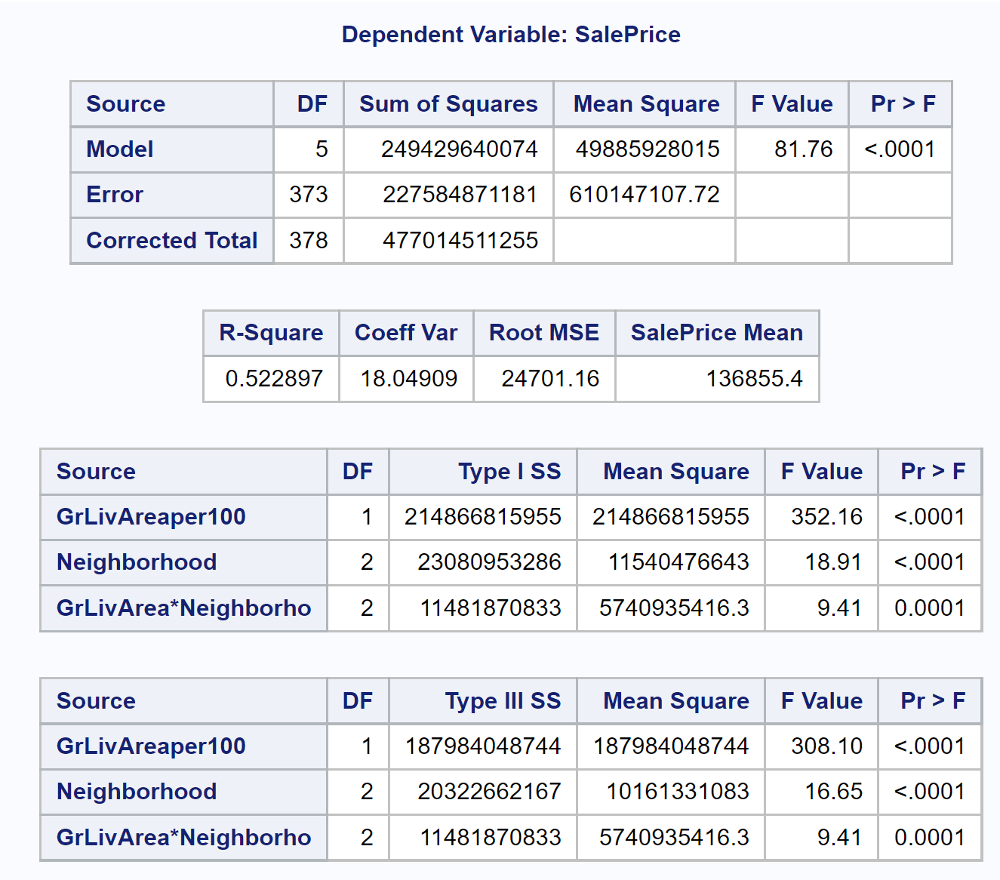 Dependent Variable: SalePrice
Source DF Sum of Squares Mean Square F Value Pr > F
Model 5 249429640074 49885928015 81.76 <.0001
Error 373 227584871181 610147107.72
Corrected Total 378 477014511255
R-Square Coeff Var Root MSE SalePrice Mean
0.522897 18.04909 24701.16 136855.4
Source DF Type I SS Mean Square F Value Pr > F
GrLivAreaper100 1 214866815955 214866815955 352.16 <.0001
Neighborhood 2 23080953286 11540476643 18.91 <.0001
GrLivArea*Neighborho 2 11481870833 5740935416.3 9.41 0.0001
Source DF Type III SS Mean Square F Value Pr > F
GrLivAreaper100 1 187984048744 187984048744 308.10 <.0001
Neighborhood 2 20322662167 10161331083 16.65 <.0001
GrLivArea*Neighborho 2 11481870833 5740935416.3 9.41 0.0001